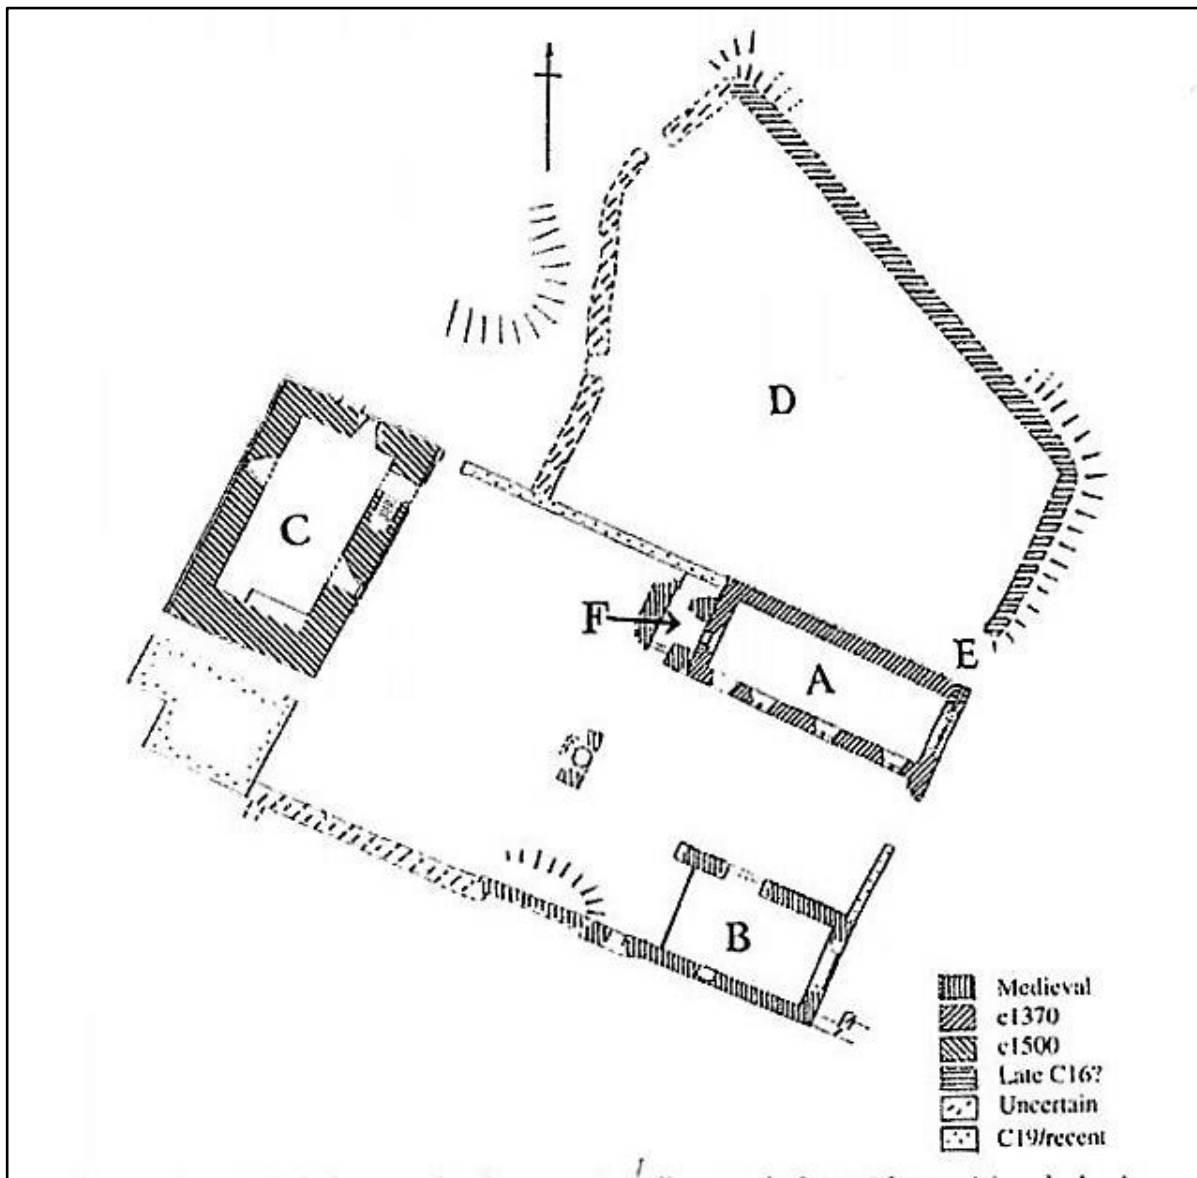 D
C
F
E
A
B
Medieval
c1370
c1500
Late C16?
Uncertain
C19/recent